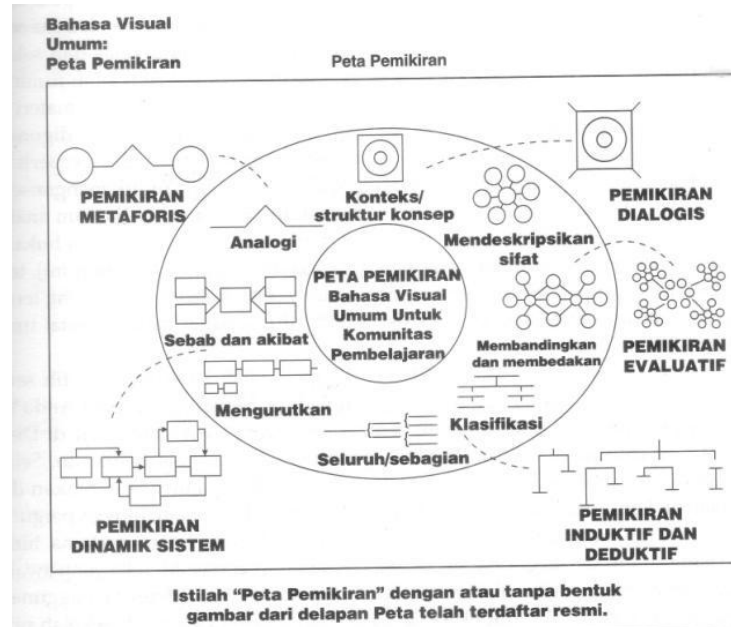 Bahasa Visual
Umum:
Peta Pemikiran
Peta Pemikiran
PEMIKIRAN
METAFORIS
Konteks/
struktur konsep
PEMIKIRAN
DIALOGIS
Analogi
Mendeskripsikan
sifat
PETA PEMIKIRAN
Bahasa Visual
Umum Untuk
Komunitas
Pembelajaran
Sebab dan akibat
Membandingkan
dan membedakan
PEMIKIRAN
EVALUATIF
Mengurutkan
Klasifikasi
Seluruh/sebagian
PEMIKIRAN
DINAMIK SISTEM
PEMIKIRAN
INDUKTIF DAN
DEDUKTIF
Istilah “Peta Pemikiran” dengan atau tanpa bentuk
gambar dari delapan Peta telah terdaftar resmi.